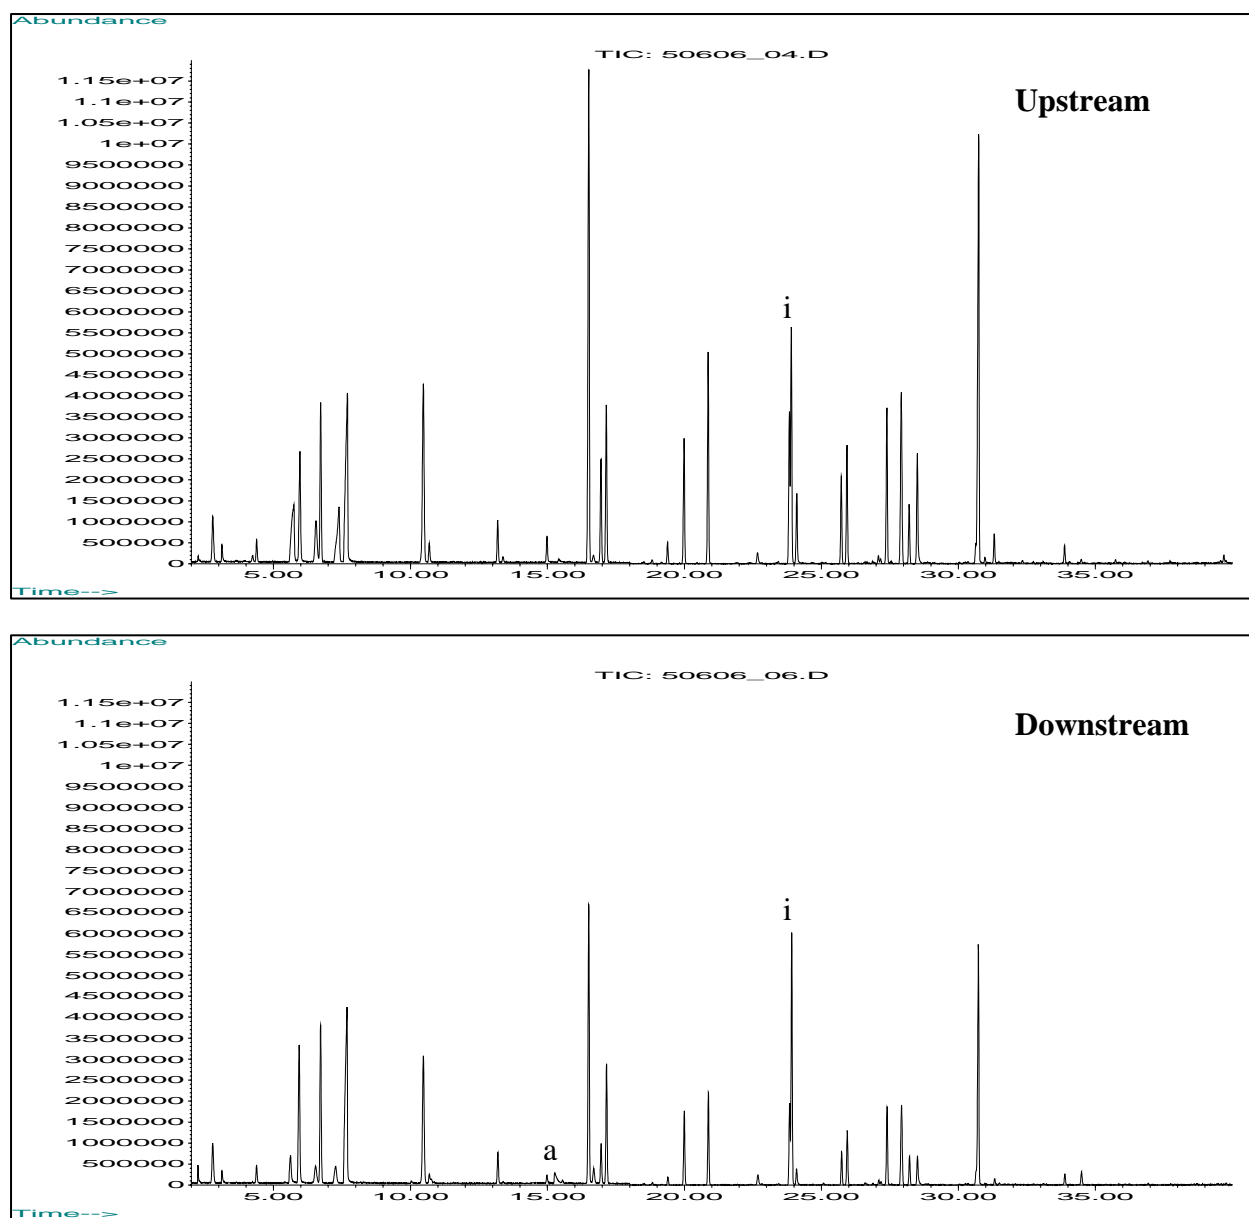 Abundance
TIC: 50606_04.D
Upstream
1.15e+07
1.1e+07
1.05e+07
1e+07
9500000
9000000
8500000
8000000
7500000
7000000
6500000
6000000
i
5500000
5000000
4500000
4000000
3500000
3000000
2500000
2000000
1500000
1000000
500000
0
5.00 10.00 15.00 20.00 25.00 30.00 35.00
Time-->
Abundance
TIC: 50606_06.D
Downstream
1.15e+07
1.1e+07
1.05e+07
1e+07
9500000
9000000
8500000
8000000
7500000
7000000
6500000
i
6000000
5500000
5000000
4500000
4000000
3500000
3000000
2500000
2000000
1500000
1000000
a
500000
0
5.00 10.00 15.00 20.00 25.00 30.00 35.00
Time-->